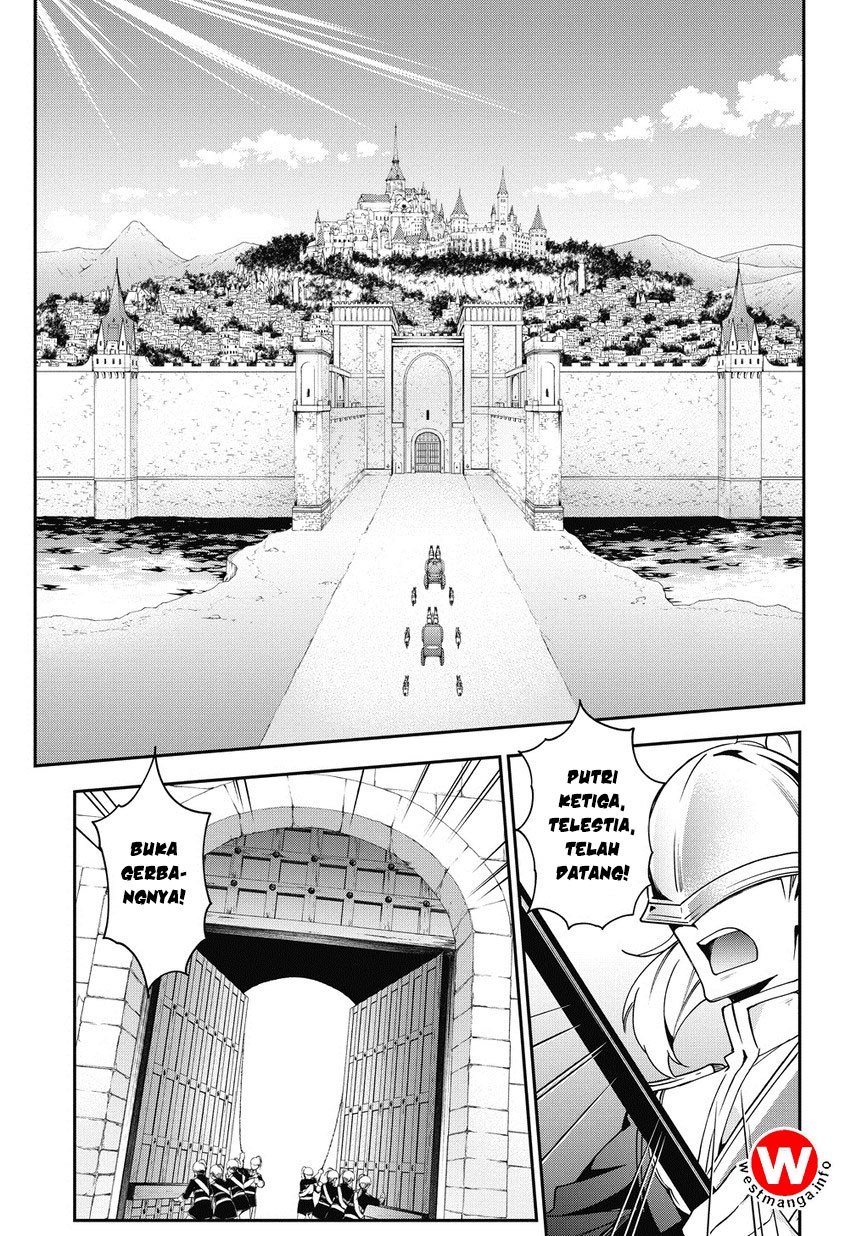 PUTRI
KETIGA,
TELESTIA,
TELAH
DATANG!
BUKA
GERBA-
NGNYA!
W
westmanga.info